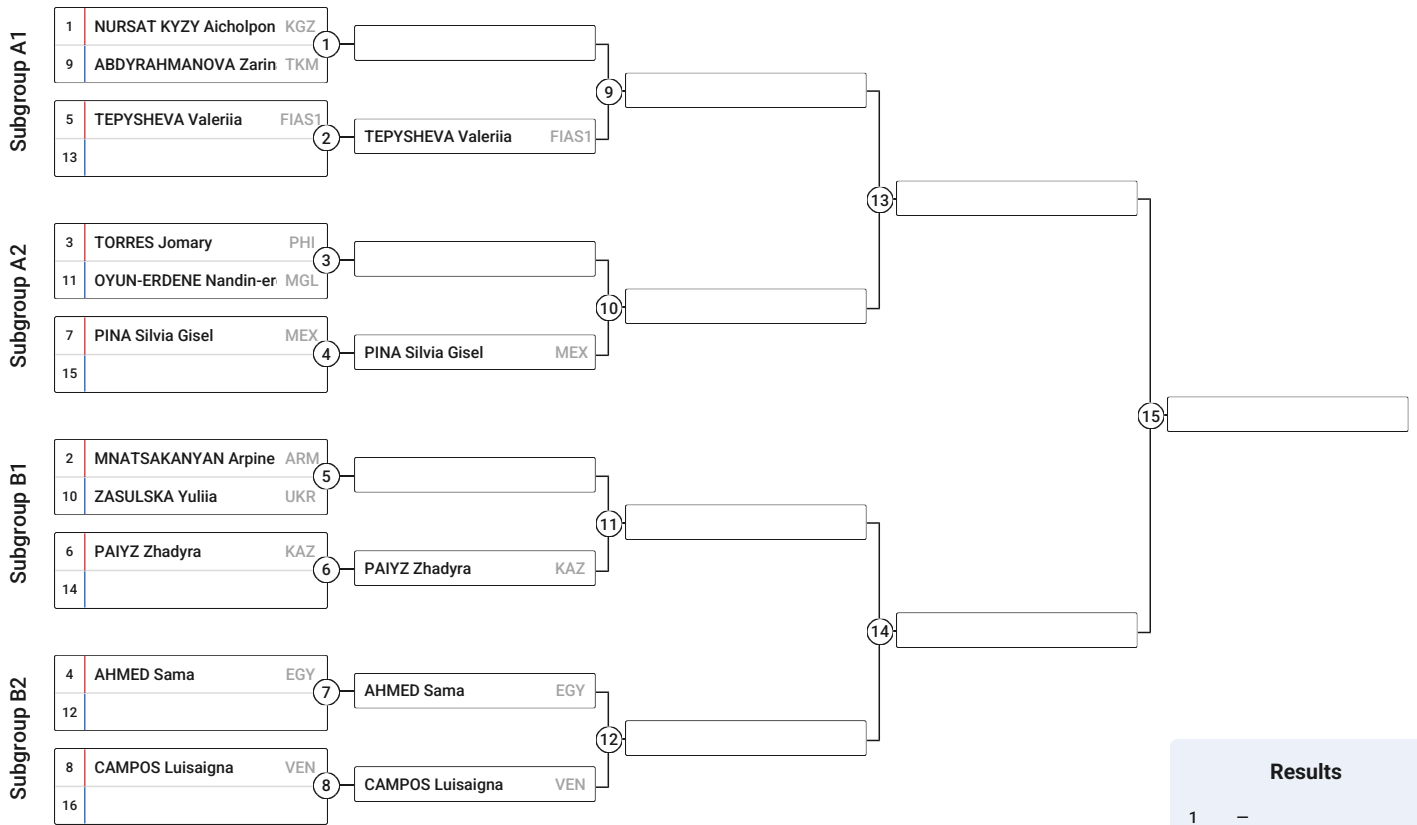 Subgroup A1
1 NURSAT KYZY Aicholpon KGZ
9 ABDYRAHMANOVA Zarin TKM
1
5 TEPYSHEVA Valeriia FIAS1
13
2
TEPYSHEVA Valeriia FIAS1
9
Subgroup A2
3 TORRES Jomary PHI
11 OYUN-ERDENE Nandin-er MGL
3
7 PINA Silvia Gisel MEX
15
4
PINA Silvia Gisel MEX
10
13
Subgroup B1
2 MNATSAKANYAN Arpine ARM
10 ZASULSKA Yuliia UKR
5
6 PAIYZ Zhadyra KAZ
14
6
PAIYZ Zhadyra KAZ
11
Subgroup B2
4 AHMED Sama EGY
12
7
AHMED Sama EGY
8 CAMPOS Luisaigna VEN
16
8
CAMPOS Luisaigna VEN
12
14
15
Results
1 –